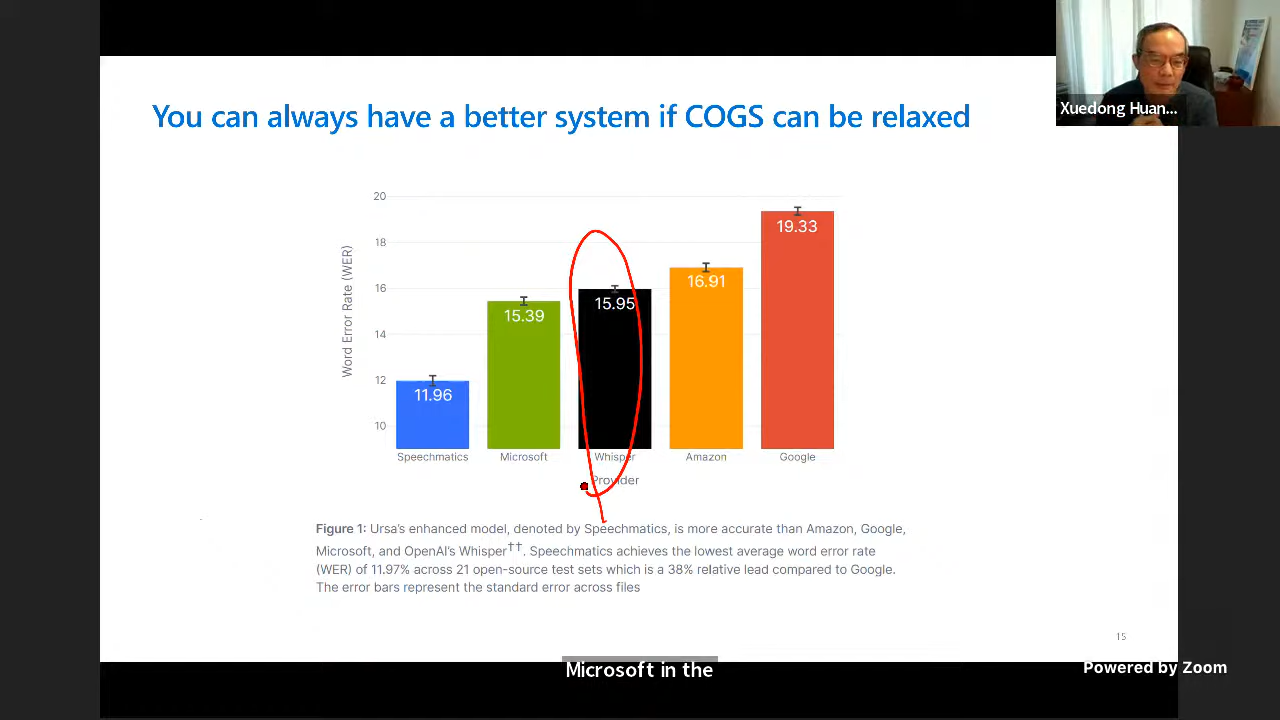 Xuedong Huan...
You can always have a better system if COGS can be relaxed
20
18
16
14
12
10
Word Error Rate (WER)
11.96
15.39
15.95
16.91
19.33
Speechmatics Microsoft Whisper Amazon Google
Provider
Figure 1: Ursa's enhanced model, denoted by Speechmatics, is more accurate than Amazon, Google,
Microsoft, and OpenAI's Whisper††. Speechmatics achieves the lowest average word error rate
(WER) of 11.97% across 21 open-source test sets which is a 38% relative lead compared to Google.
The error bars represent the standard error across files
15
Microsoft in the
Powered by Zoom